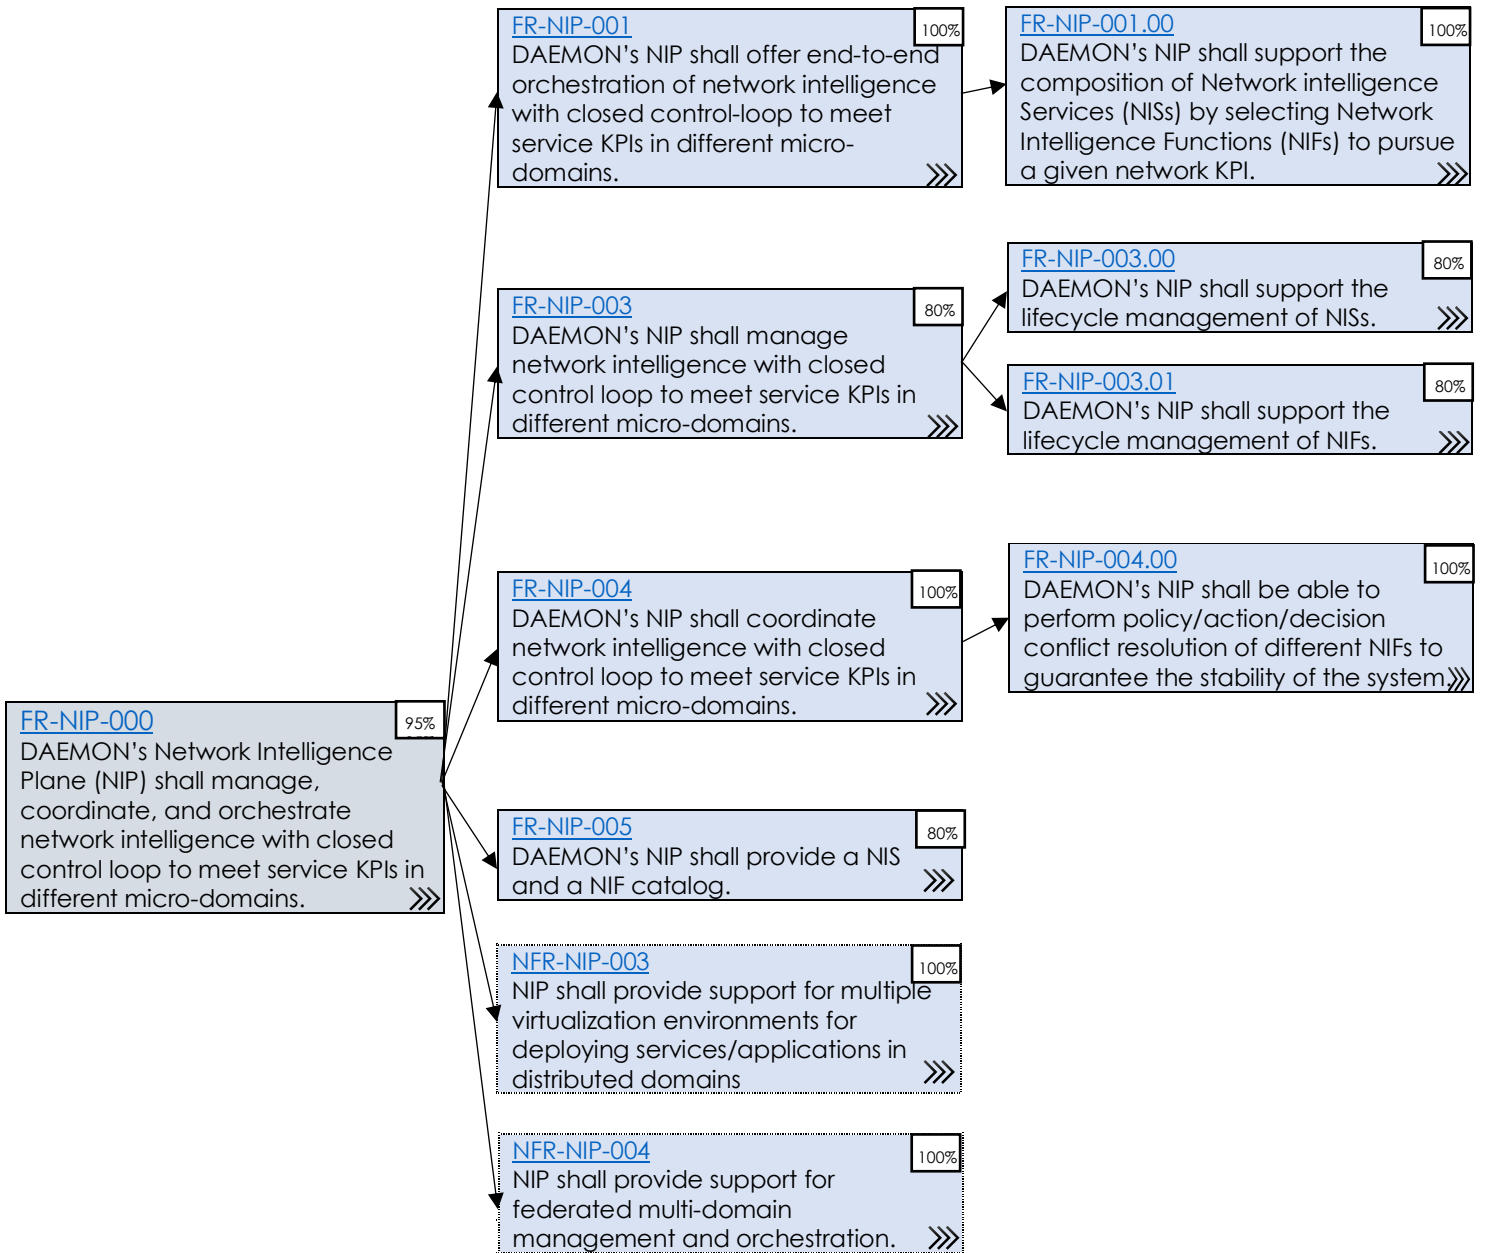 FR-NIP-001
100%
DAEMON’s NIP shall offer end-to-end
orchestration of network intelligence
with closed control-loop to meet
service KPIs in different micro-
domains.
FR-NIP-001.00
100%
DAEMON’s NIP shall support the
composition of Network intelligence
Services (NISs) by selecting Network
Intelligence Functions (NIFs) to pursue
a given network KPI.
FR-NIP-003
80%
DAEMON’s NIP shall manage
network intelligence with closed
control loop to meet service KPIs in
different micro-domains.
FR-NIP-003.00
80%
DAEMON’s NIP shall support the
lifecycle management of NISs.
FR-NIP-003.01
80%
DAEMON’s NIP shall support the
lifecycle management of NIFs.
FR-NIP-004
100%
DAEMON’s NIP shall coordinate
network intelligence with closed
control loop to meet service KPIs in
different micro-domains.
FR-NIP-004.00
100%
DAEMON’s NIP shall be able to
perform policy/action/decision
conflict resolution of different NIFs to
guarantee the stability of the system.
FR-NIP-000
95%
DAEMON’s Network Intelligence
Plane (NIP) shall manage,
coordinate, and orchestrate
network intelligence with closed
control loop to meet service KPIs in
different micro-domains.
FR-NIP-005
80%
DAEMON’s NIP shall provide a NIS
and a NIF catalog.
NFR-NIP-003
100%
NIP shall provide support for multiple
virtualization environments for
deploying services/applications in
distributed domains
NFR-NIP-004
100%
NIP shall provide support for
federated multi-domain
management and orchestration.